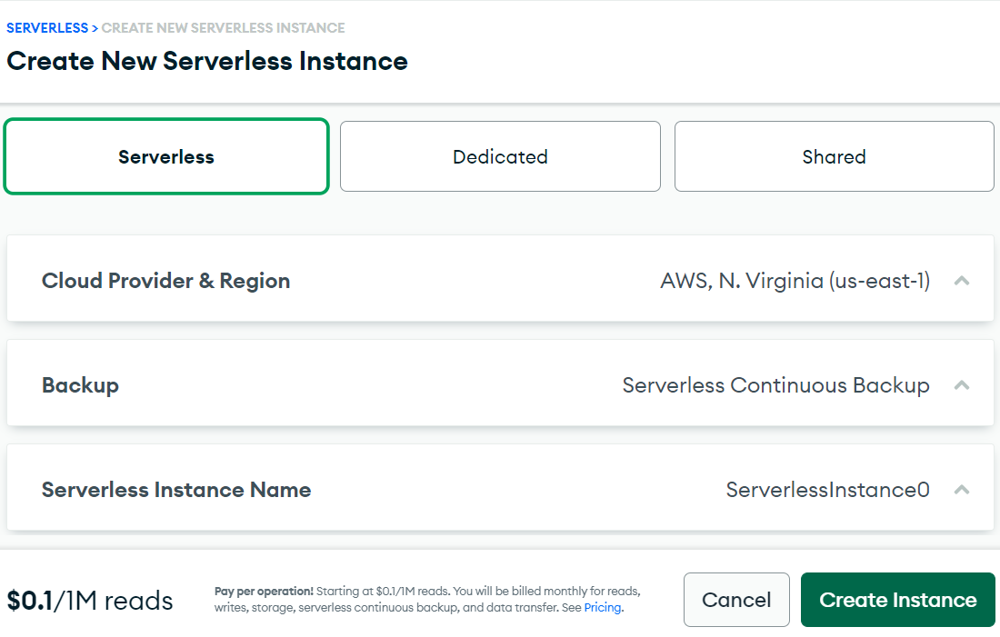 SERVERLESS > CREATE NEW SERVERLESS INSTANCE
Create New Serverless Instance
Serverless
Dedicated
Shared
Cloud Provider & Region
AWS, N. Virginia (us-east-1)
Backup
Serverless Continuous Backup
Serverless Instance Name
ServerlessInstance0
$0.1/1M reads
Pay per operation! Starting at $0.1/1M reads. You will be billed monthly for reads,
writes, storage, serverless continuous backup, and data transfer. See Pricing.
Cancel
Create Instance